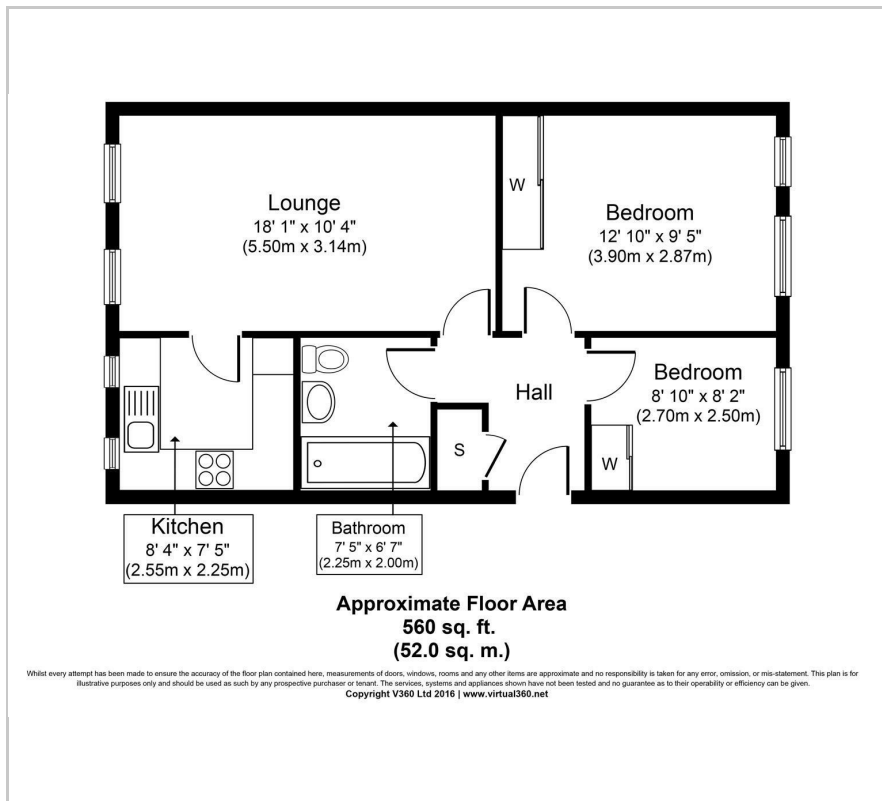 Lounge
18' 1" x 10' 4"
(5.50m x 3.14m)
W
Bedroom
12' 10" x 9' 5"
(3.90m x 2.87m)
Bedroom
8' 10" x 8' 2"
(2.70m x 2.50m)
Hall
S
W
Kitchen
8' 4" x 7' 5"
(2.55m x 2.25m)
Bathroom
7' 5" x 6' 7"
(2.25m x 2.00m)
Approximate Floor Area
560 sq. ft.
(52.0 sq. m.)
Whilst every attempt has been made to ensure the accuracy of the floor plan contained here, measurements of doors, windows, rooms and any other items are approximate and no responsibility is taken for any error, omission, or mis-statement. This plan is for
illustrative purposes only and should be used as such by any prospective purchaser or tenant. The services, systems and appliances shown have not been tested and no guarantee as to their operability or efficiency can be given.
Copyright V360 Ltd 2016 | www.virtual360.net